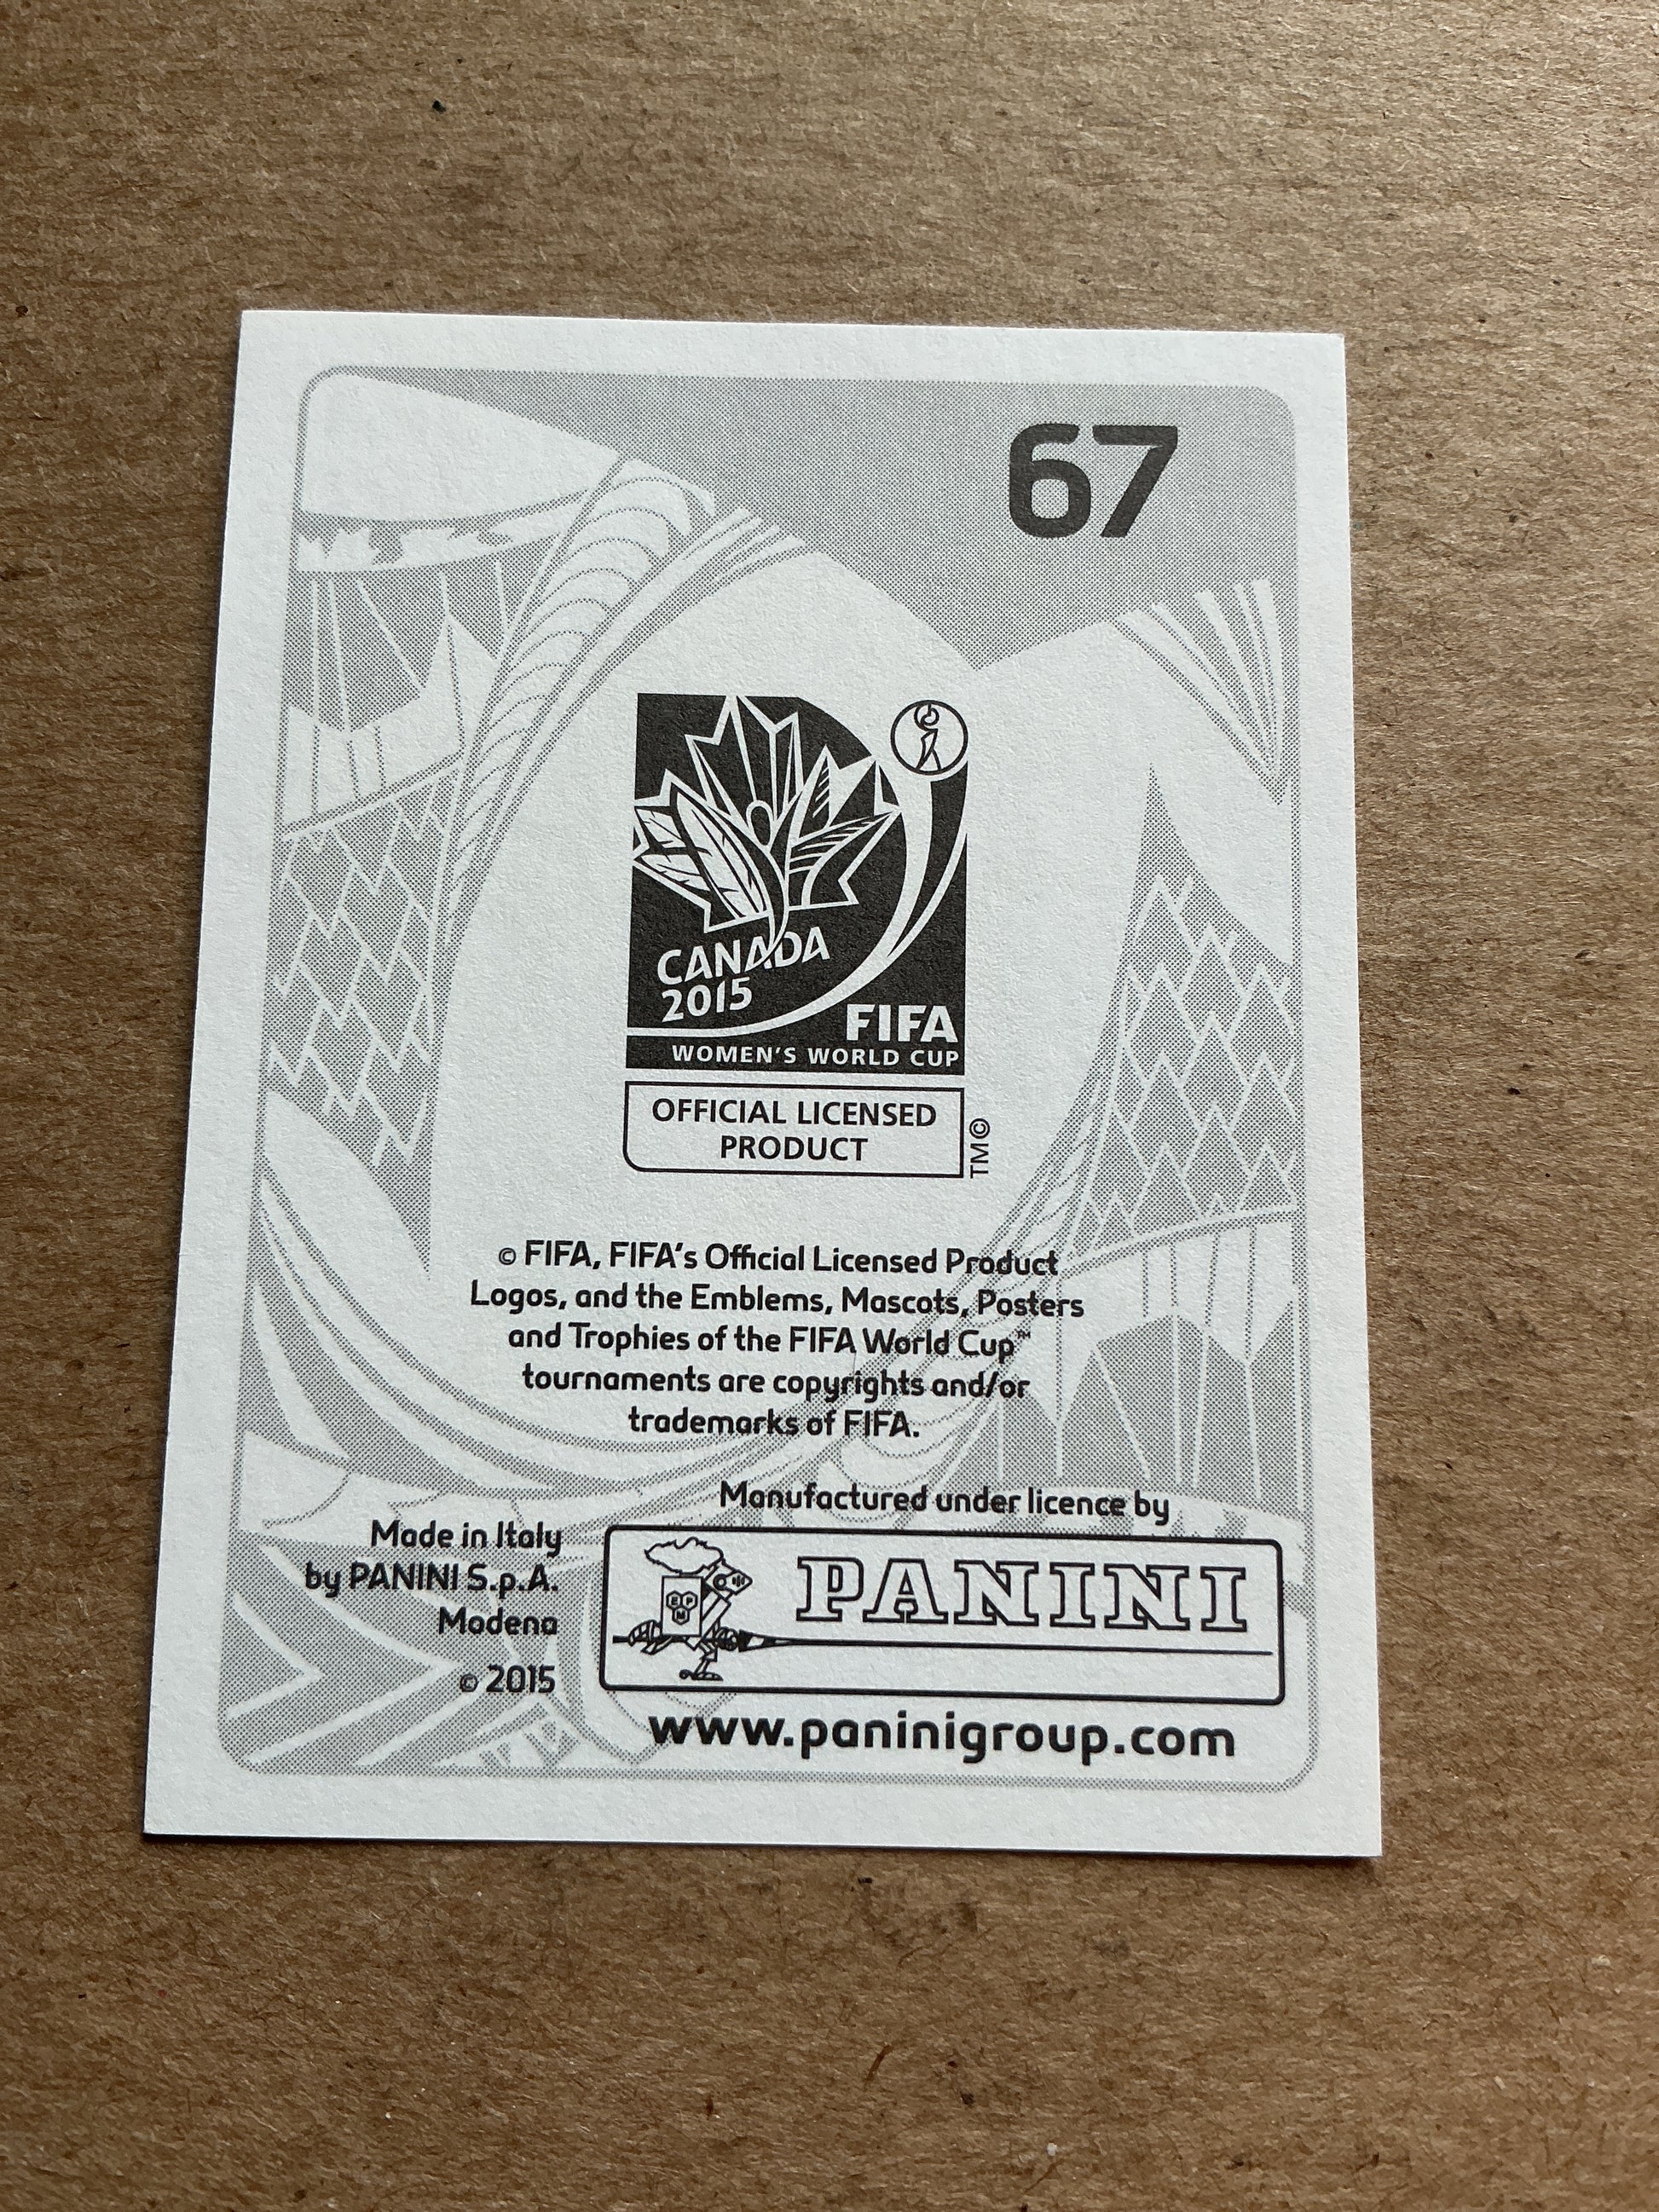 67
CANADA
2015
FIFA
WOMEN'S WORLD CUP
OFFICIAL LICENSED
PRODUCT
TM©
© FIFA, FIFA's Official Licensed Product
Logos, and the Emblems, Mascots, Posters
and Trophies of the FIFA World Cup™
tournaments are copyrights and/or
trademarks of FIFA.
Manufactured under licence by
Made in Italy
by PANINI S.p.A.
Modena
© 2015
EPM
PANINI
www.paninigroup.com